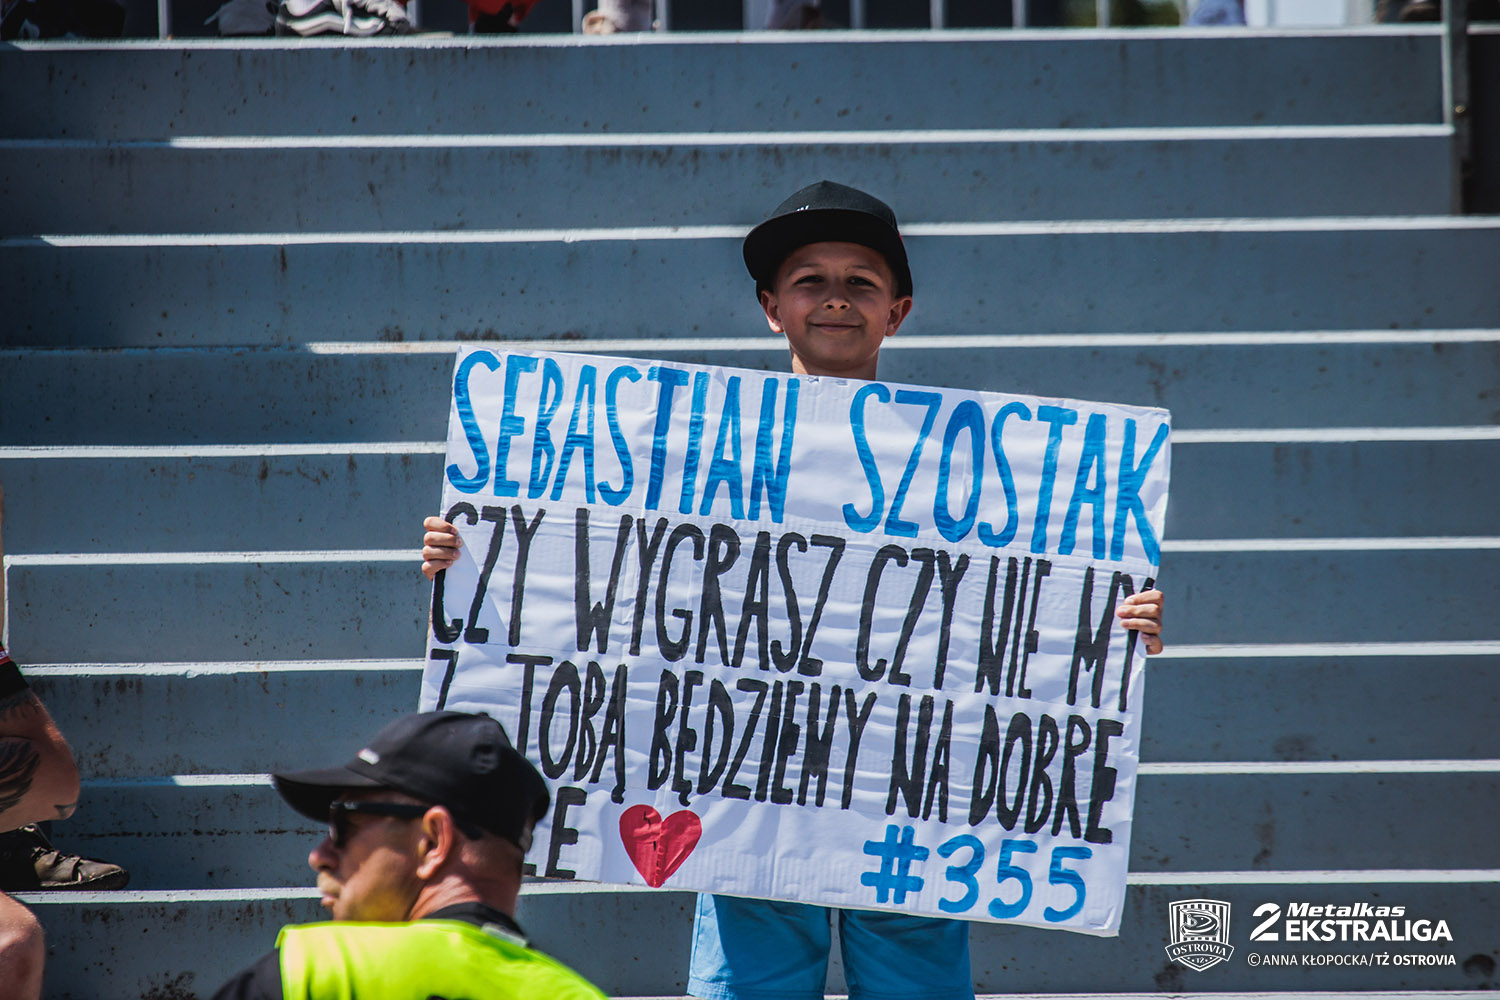 SEBASTIAN SZOSTAK
CZY WYGRASZ CZY NIE MY
Z TOBĄ BĘDZIEMY NA DOBRE
ŹLE
#355
OSTROVIA
2 Metalkas
EKSTRALIGA
© ANNA KŁOPOCKA/TŻ OSTROVIA